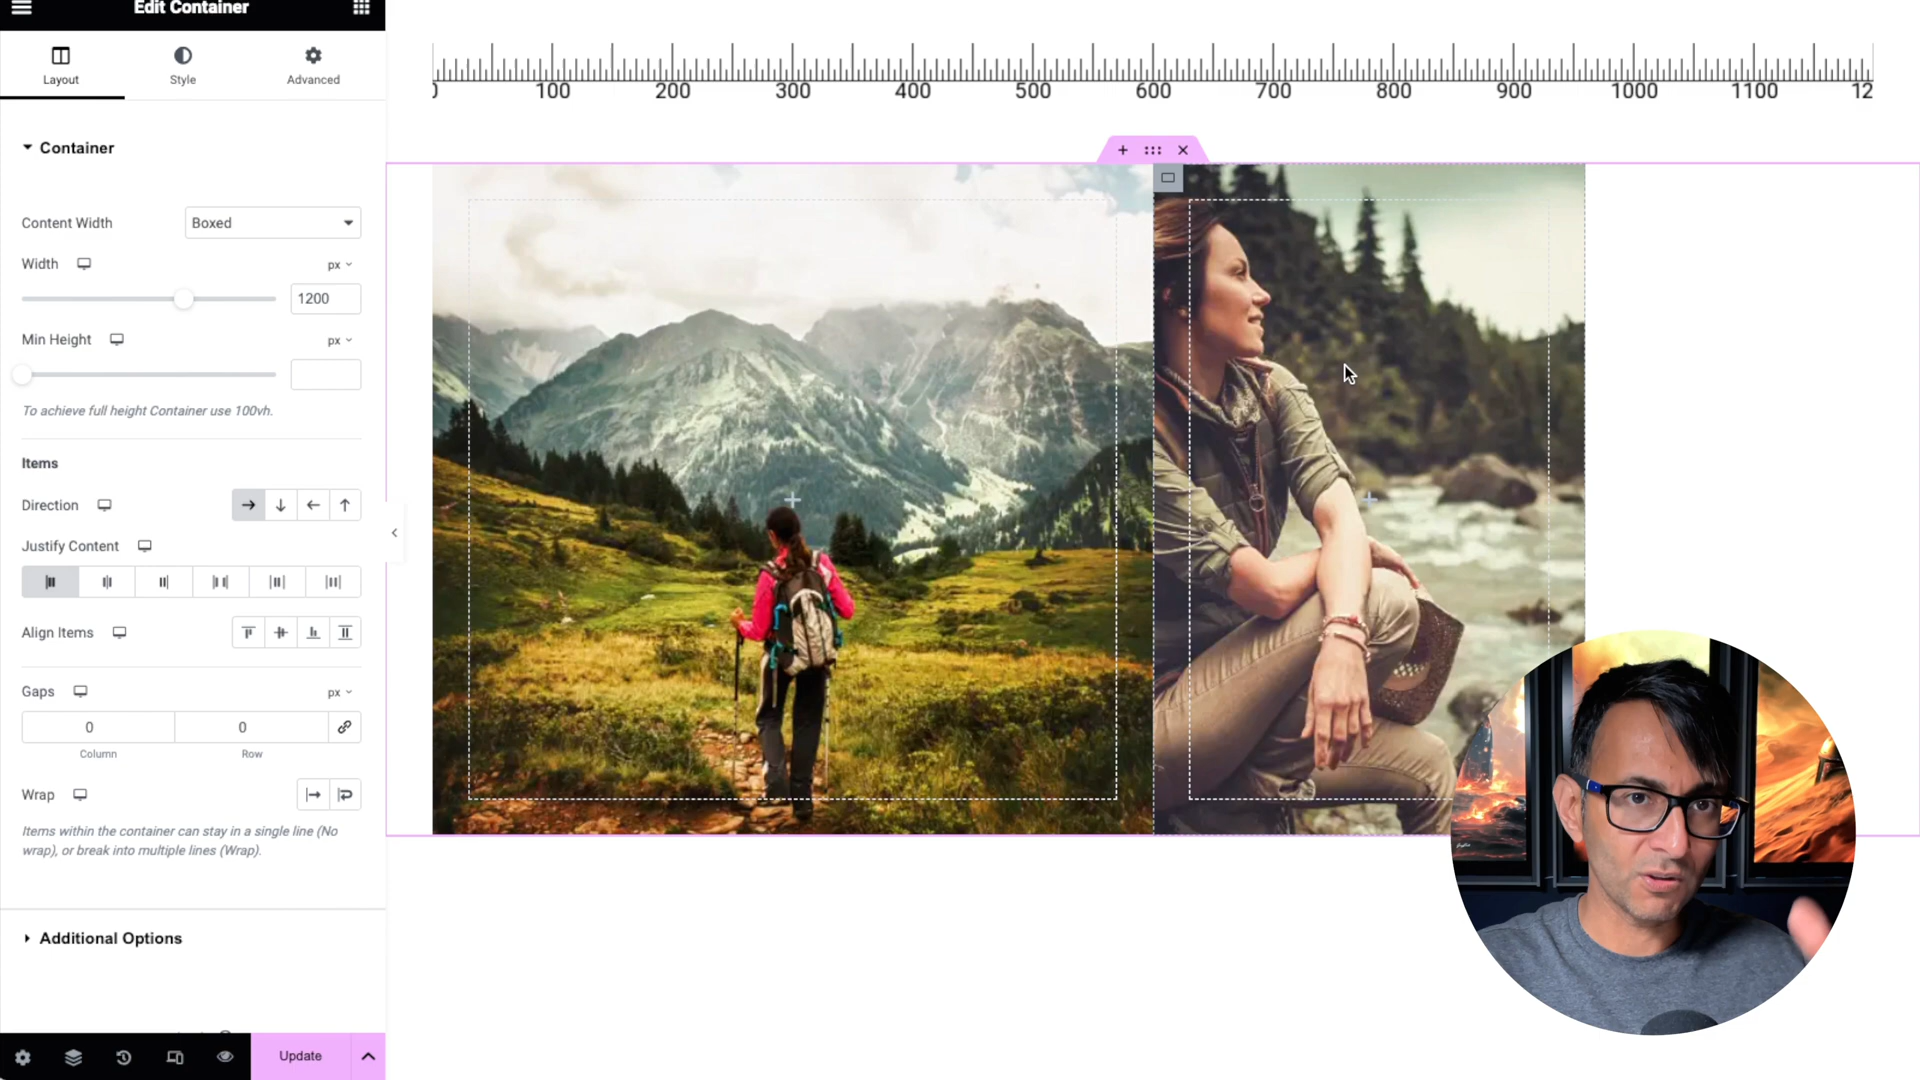 Edit Container
Layout
Style
Advanced
Container
Content Width
Boxed
Width
px
1200
Min Height
px
To achieve full height Container use 100vh.
Items
Direction
Justify Content
Align Items
Gaps
px
0
0
Column
Row
Wrap
Items within the container can stay in a single line (No
wrap), or break into multiple lines (Wrap).
Additional Options
Update
100 200 300 400 500 600 700 800 900 1000 1100 12